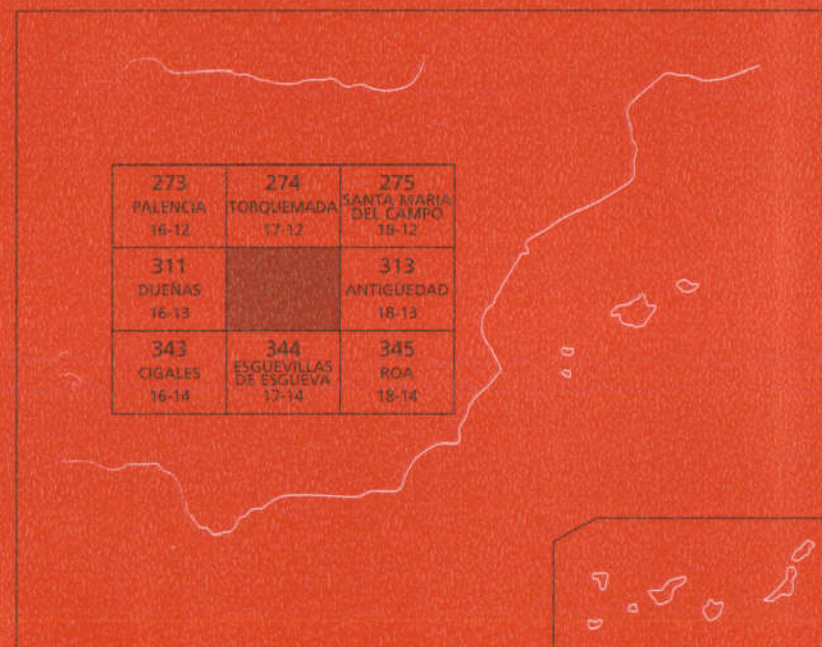 273
PALENCIA
16-12
274
TORQUEMADA
17-12
275
SANTA MARIA
DEL CAMPO
18-12
311
DUEÑAS
16-13
313
ANTIGÜEDAD
18-13
343
CIGALES
16-14
344
ESGUEVILLAS
DE ESGUEVA
17-14
345
ROA
18-14